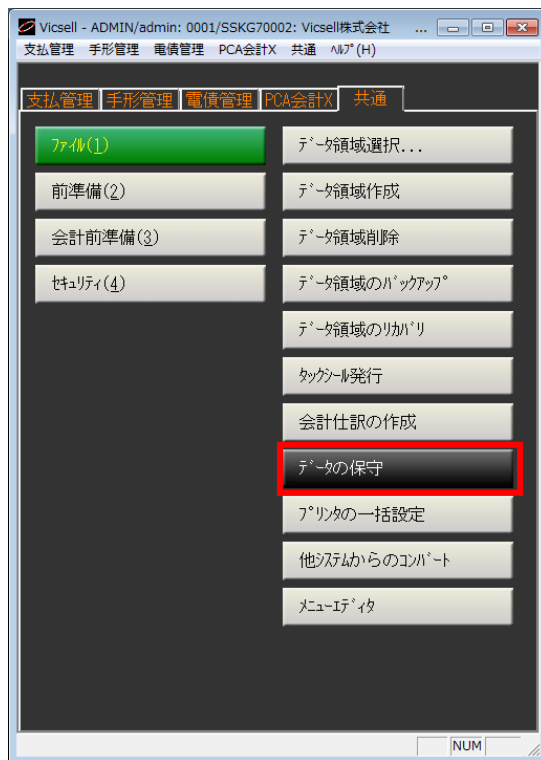 Vicsell - ADMIN/admin: 0001/SSKG70002: Vicsell株式会社 ...
支払管理 手形管理 電債管理 PCA会計X 共通 ﾍﾙﾌﾟ(H)
支払管理 手形管理 電債管理 PCA会計X 共通
ﾌｧｲﾙ(1)
前準備(2)
会計前準備(3)
ｾｷｭﾘﾃｨ(4)
ﾃﾞｰﾀ領域選択...
ﾃﾞｰﾀ領域作成
ﾃﾞｰﾀ領域削除
ﾃﾞｰﾀ領域のﾊﾞｯｸｱｯﾌﾟ
ﾃﾞｰﾀ領域のﾘｶﾊﾞﾘ
ﾀｯｸｼｰﾙ発行
会計仕訳の作成
ﾃﾞｰﾀの保守
ﾌﾟﾘﾝﾀの一括設定
他ｼｽﾃﾑからのｺﾝﾊﾞｰﾄ
ﾒﾆｭｰｴﾃﾞｨﾀ
NUM